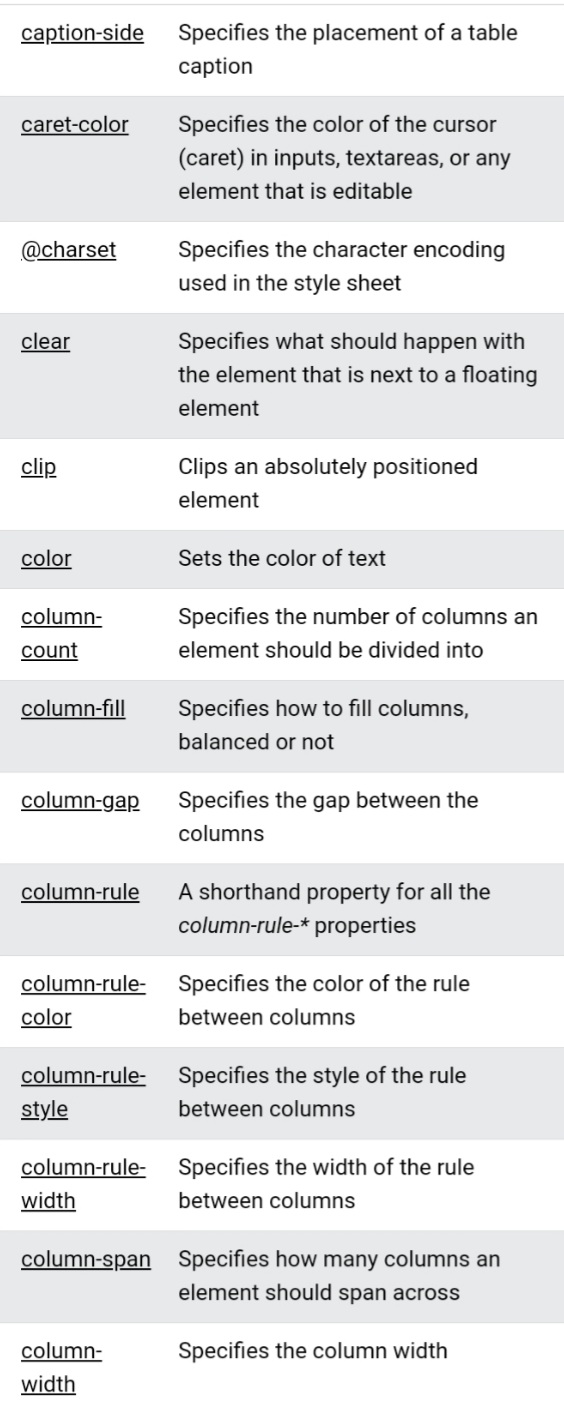 caption-side Specifies the placement of a table
caption
caret-color Specifies the color of the cursor
(caret) in inputs, textareas, or any
element that is editable
@charset Specifies the character encoding
used in the style sheet
clear Specifies what should happen with
the element that is next to a floating
element
clip Clips an absolutely positioned
element
color Sets the color of text
column- Specifies the number of columns an
count element should be divided into
column-fill Specifies how to fill columns,
balanced or not
column-gap Specifies the gap between the
columns
column-rule A shorthand property for all the
column-rule-* properties
column-rule- Specifies the color of the rule
color between columns
column-rule- Specifies the style of the rule
style between columns
column-rule- Specifies the width of the rule
width between columns
column-span Specifies how many columns an
element should span across
column- Specifies the column width
width